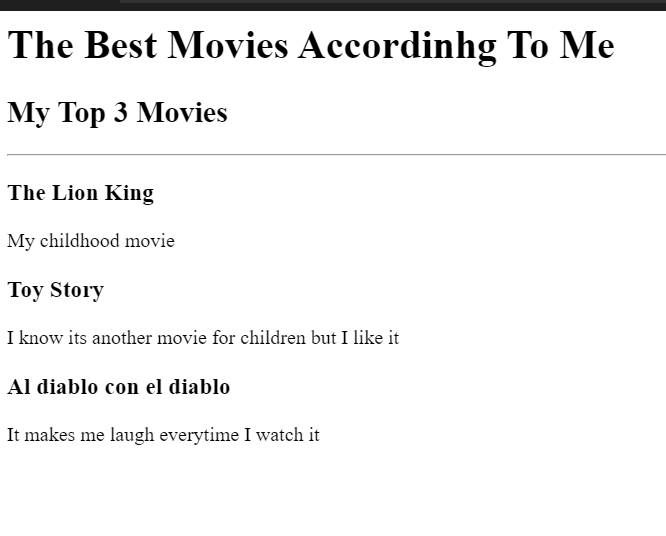 The Best Movies Accordinhg To Me
My Top 3 Movies
The Lion King
My childhood movie
Toy Story
I know its another movie for children but I like it
Al diablo con el diablo
It makes me laugh everytime I watch it